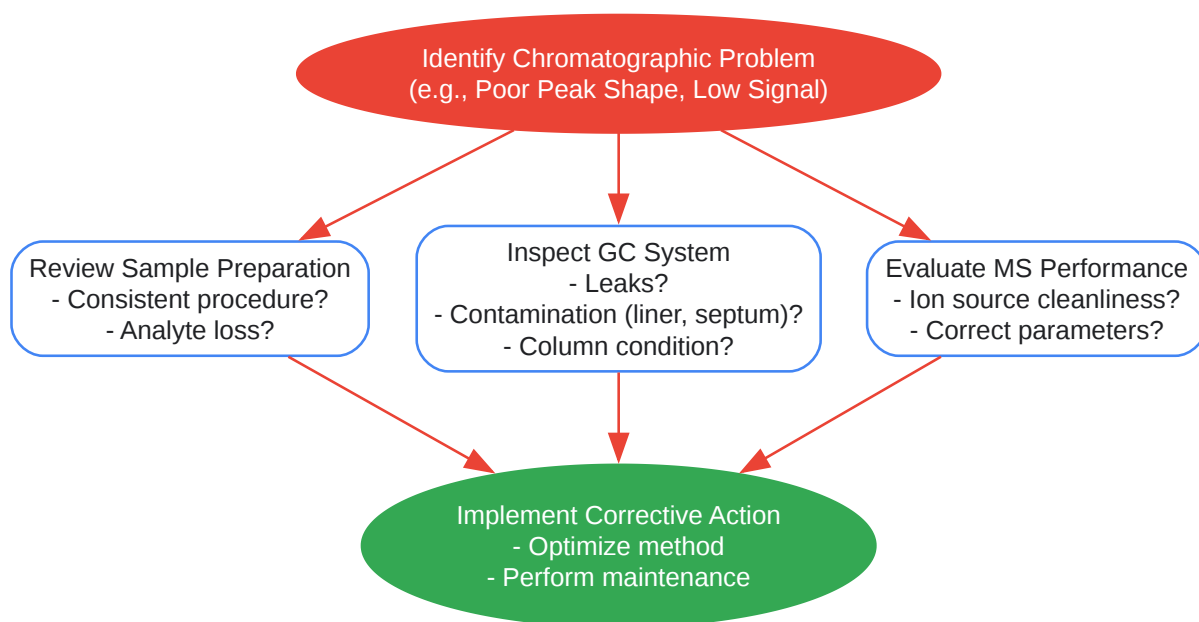 Identify Chromatographic Problem
(e.g., Poor Peak Shape, Low Signal)
Review Sample Preparation
- Consistent procedure?
- Analyte loss?
Inspect GC System
- Leaks?
- Contamination (liner, septum)?
- Column condition?
Evaluate MS Performance
- Ion source cleanliness?
- Correct parameters?
Implement Corrective Action
- Optimize method
- Perform maintenance